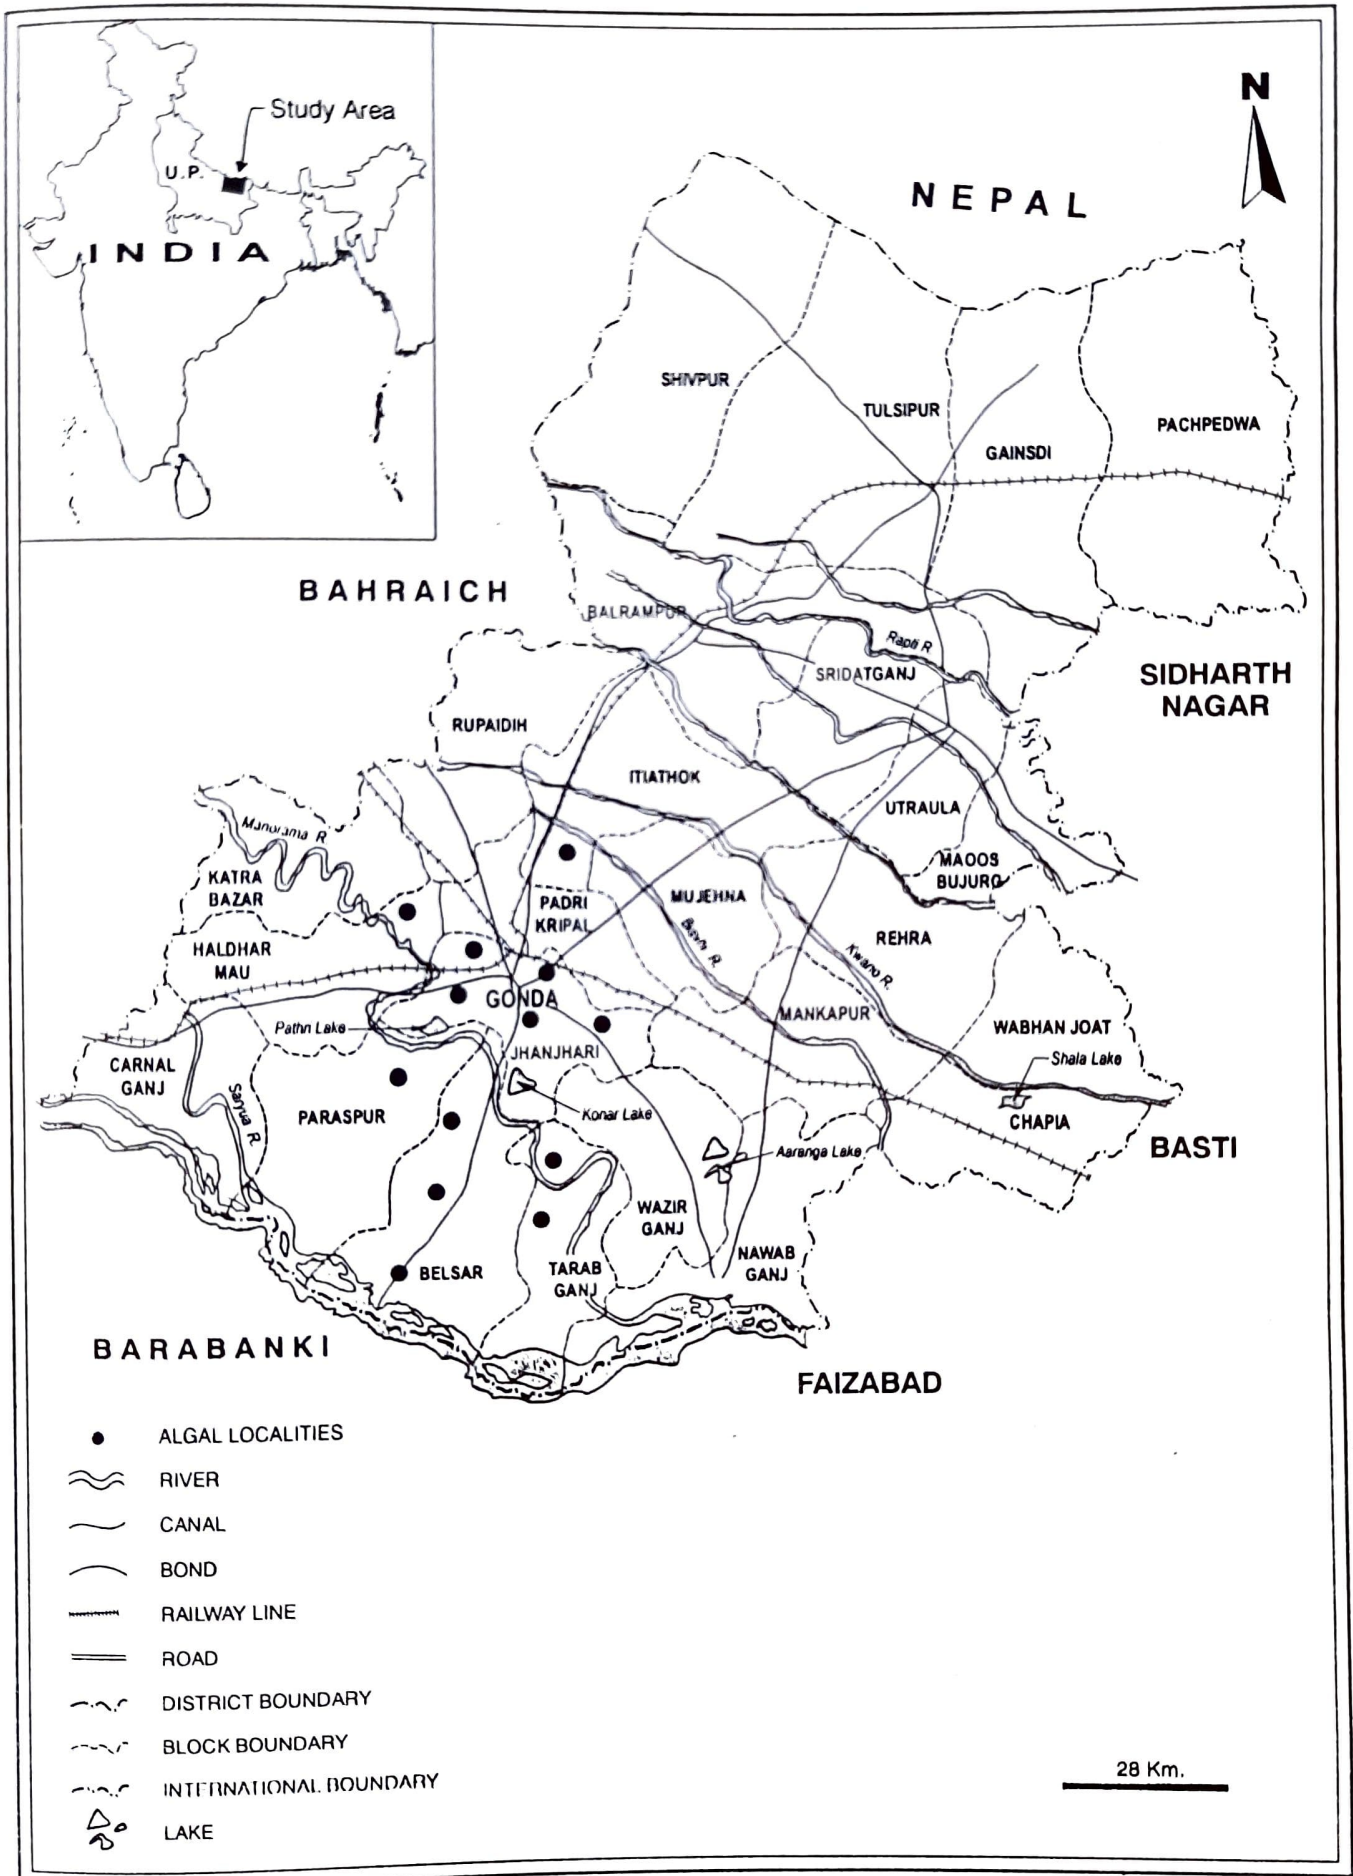 Study Area
U.P.
INDIA
N
NEPAL
SHIVPUR
TULSIPUR
GAINSDI
PACHPEDWA
BAHRAICH
BALRAMPUR
Rapti R
SRIDATGANJ
SIDHARTH
NAGAR
RUPAIDIH
ITIATHOK
UTRAULA
Manorama R
MAOOS
BUJURG
KATRA
BAZAR
PADRI
KRIPAL
MUJEHNA
HALDHAR
MAU
REHRA
Kwano R.
GONDA
MANKAPUR
Pathri Lake
WABHAN JOAT
JHANJHARI
Shala Lake
CARNAL
GANJ
Saryua R.
PARASPUR
Konar Lake
CHAPIA
BASTI
Aaranga Lake
WAZIR
GANJ
NAWAB
GANJ
BELSAR
TARAB
GANJ
BARABANKI
FAIZABAD
ALGAL LOCALITIES
RIVER
CANAL
BOND
RAILWAY LINE
ROAD
DISTRICT BOUNDARY
BLOCK BOUNDARY
INTERNATIONAL BOUNDARY
LAKE
28 Km.